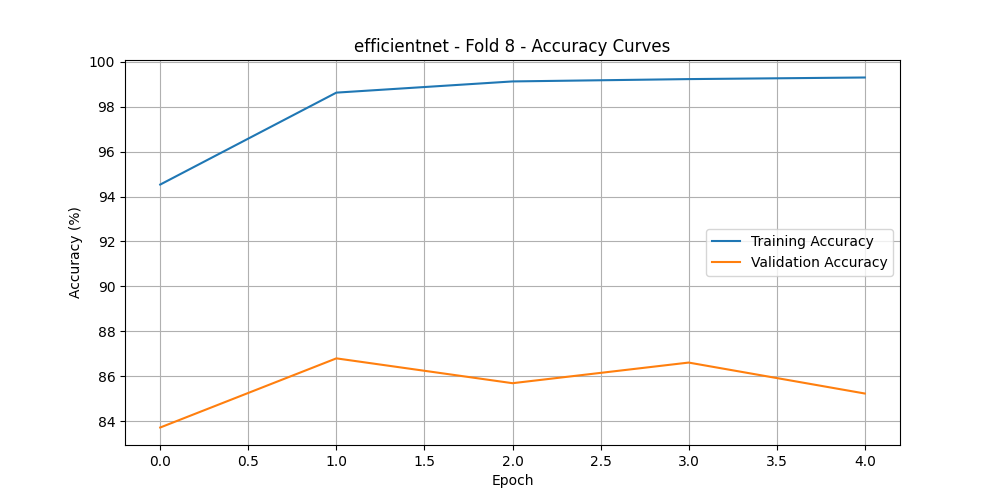 efficientnet - Fold 8 - Accuracy Curves
Accuracy (%)
100
98
96
94
92
90
88
86
84
Training Accuracy
Validation Accuracy
0.0 0.5 1.0 1.5 2.0 2.5 3.0 3.5 4.0
Epoch